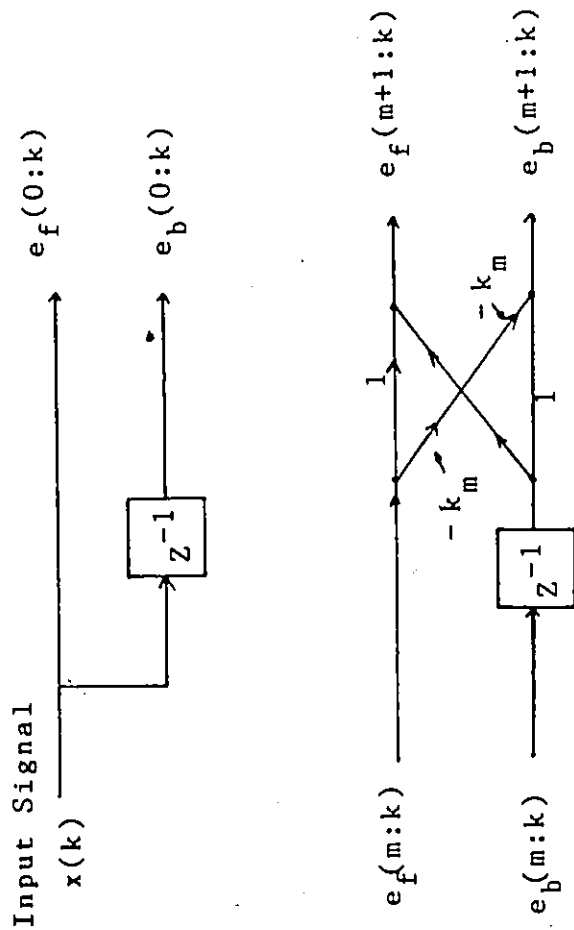 Input Signal
x(k)
e_f(0:k)
z^-1
e_b(0:k)
e_f(m:k)
1
e_f(m+1:k)
-k_m
-k_m
e_b(m:k)
z^-1
1
e_b(m+1:k)